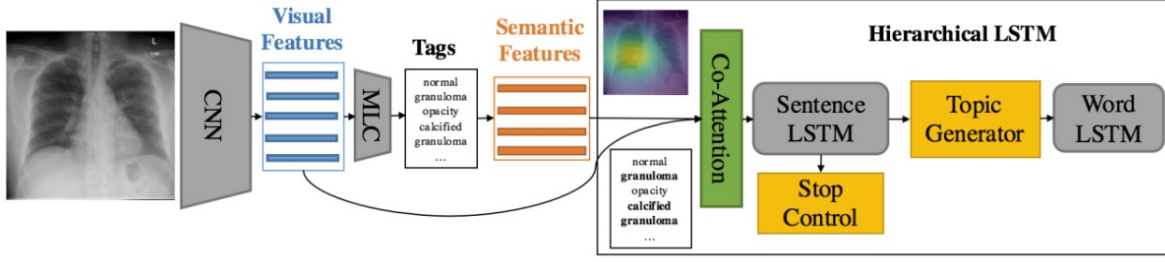 L
CNN
Visual
Features
MLC
Tags
normal
granuloma
opacity
calcified
granuloma
...
Semantic
Features
Hierarchical LSTM
normal
granuloma
opacity
calcified
granuloma
...
Co-Attention
Sentence
LSTM
Stop
Control
Topic
Generator
Word
LSTM